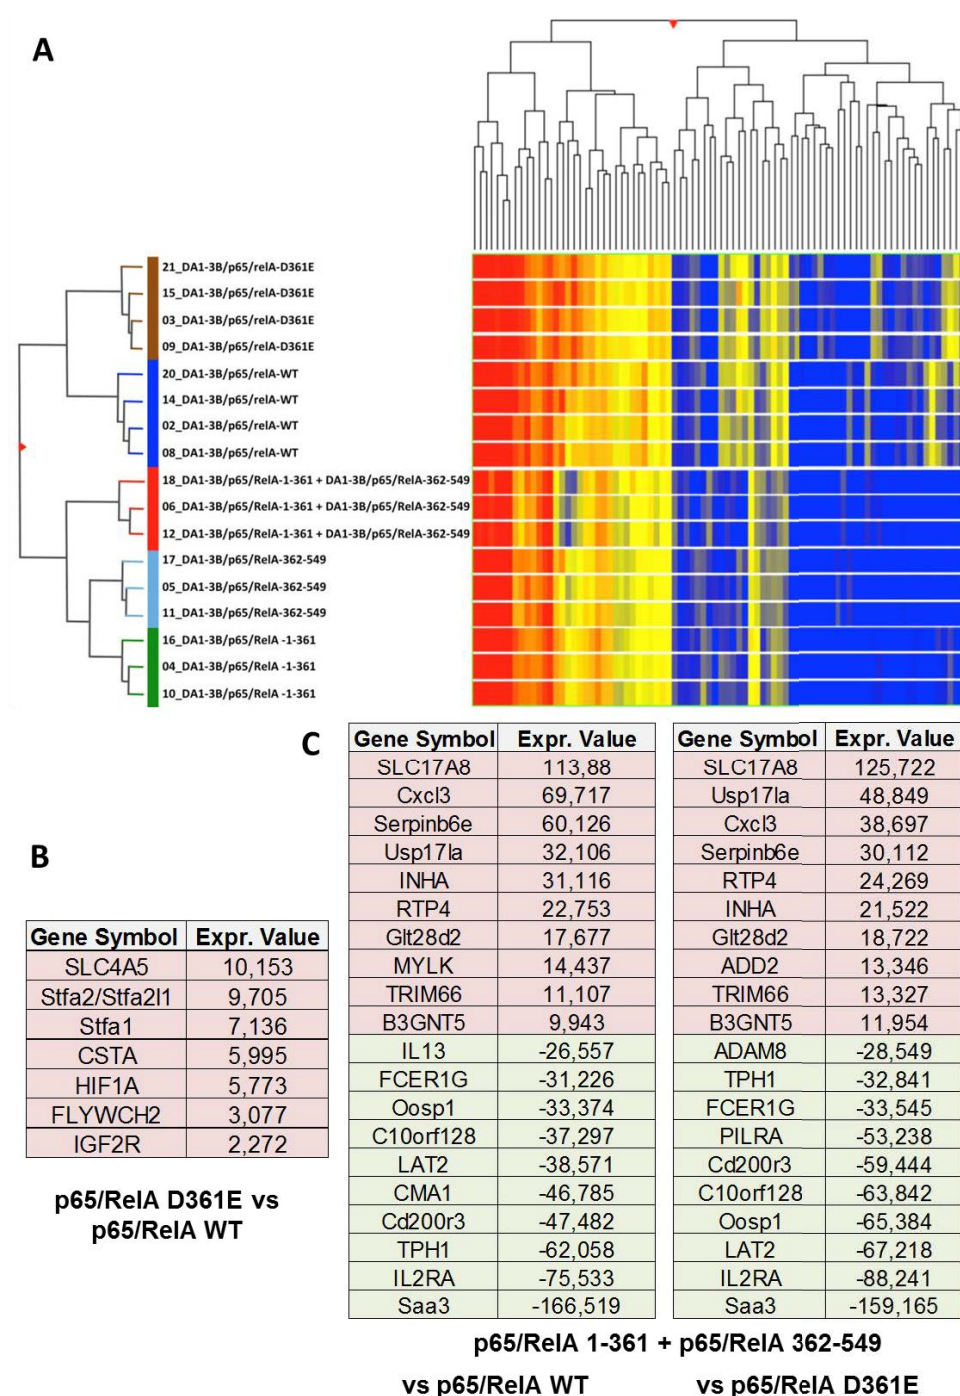 A
21_DA1-3B/p65/relA-D361E
15_DA1-3B/p65/relA-D361E
03_DA1-3B/p65/relA-D361E
09_DA1-3B/p65/relA-D361E
20_DA1-3B/p65/relA-WT
14_DA1-3B/p65/relA-WT
02_DA1-3B/p65/relA-WT
08_DA1-3B/p65/relA-WT
18_DA1-3B/p65/RelA-1-361 + DA1-3B/p65/RelA-362-549
06_DA1-3B/p65/RelA-1-361 + DA1-3B/p65/RelA-362-549
12_DA1-3B/p65/RelA-1-361 + DA1-3B/p65/RelA-362-549
17_DA1-3B/p65/RelA-362-549
05_DA1-3B/p65/RelA-362-549
11_DA1-3B/p65/RelA-362-549
16_DA1-3B/p65/RelA -1-361
04_DA1-3B/p65/RelA -1-361
10_DA1-3B/p65/RelA -1-361
B
Gene Symbol Expr. Value
SLC4A5 10,153
Stfa2/Stfa2l1 9,705
Stfa1 7,136
CSTA 5,995
HIF1A 5,773
FLYWCH2 3,077
IGF2R 2,272
p65/RelA D361E vs
p65/RelA WT
C
Gene Symbol Expr. Value
SLC17A8 113,88
Cxcl3 69,717
Serpinb6e 60,126
Usp17la 32,106
INHA 31,116
RTP4 22,753
Glt28d2 17,677
MYLK 14,437
TRIM66 11,107
B3GNT5 9,943
IL13 -26,557
FCER1G -31,226
Oosp1 -33,374
C10orf128 -37,297
LAT2 -38,571
CMA1 -46,785
Cd200r3 -47,482
TPH1 -62,058
IL2RA -75,533
Saa3 -166,519
Gene Symbol Expr. Value
SLC17A8 125,722
Usp17la 48,849
Cxcl3 38,697
Serpinb6e 30,112
RTP4 24,269
INHA 21,522
Glt28d2 18,722
ADD2 13,346
TRIM66 13,327
B3GNT5 11,954
ADAM8 -28,549
TPH1 -32,841
FCER1G -33,545
PILRA -53,238
Cd200r3 -59,444
C10orf128 -63,842
Oosp1 -65,384
LAT2 -67,218
IL2RA -88,241
Saa3 -159,165
p65/RelA 1-361 + p65/RelA 362-549
vs p65/RelA WT
vs p65/RelA D361E